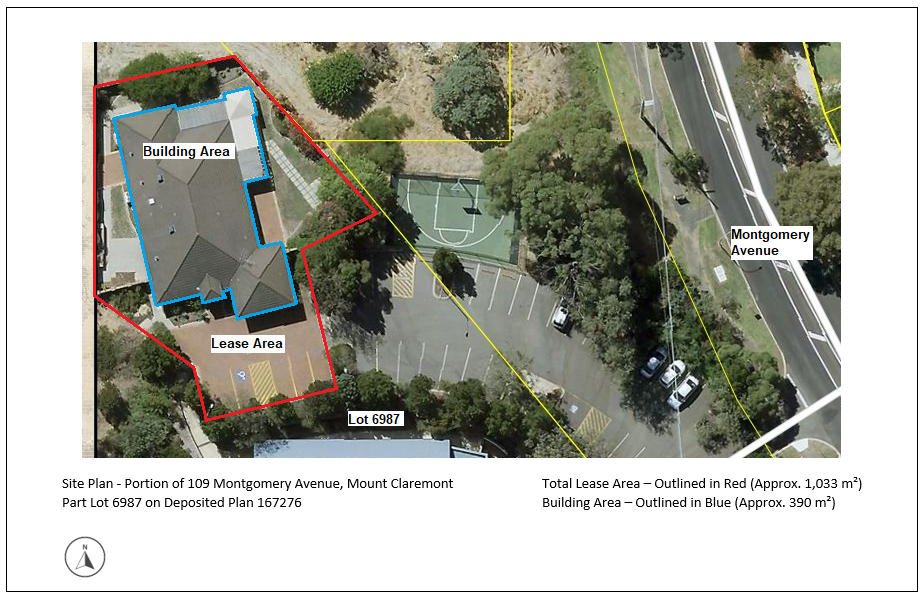 Building Area
Montgomery
Avenue
Lease Area
Lot 6987
Site Plan - Portion of 109 Montgomery Avenue, Mount Claremont
Part Lot 6987 on Deposited Plan 167276
Total Lease Area – Outlined in Red (Approx. 1,033 m²)
Building Area – Outlined in Blue (Approx. 390 m²)
N